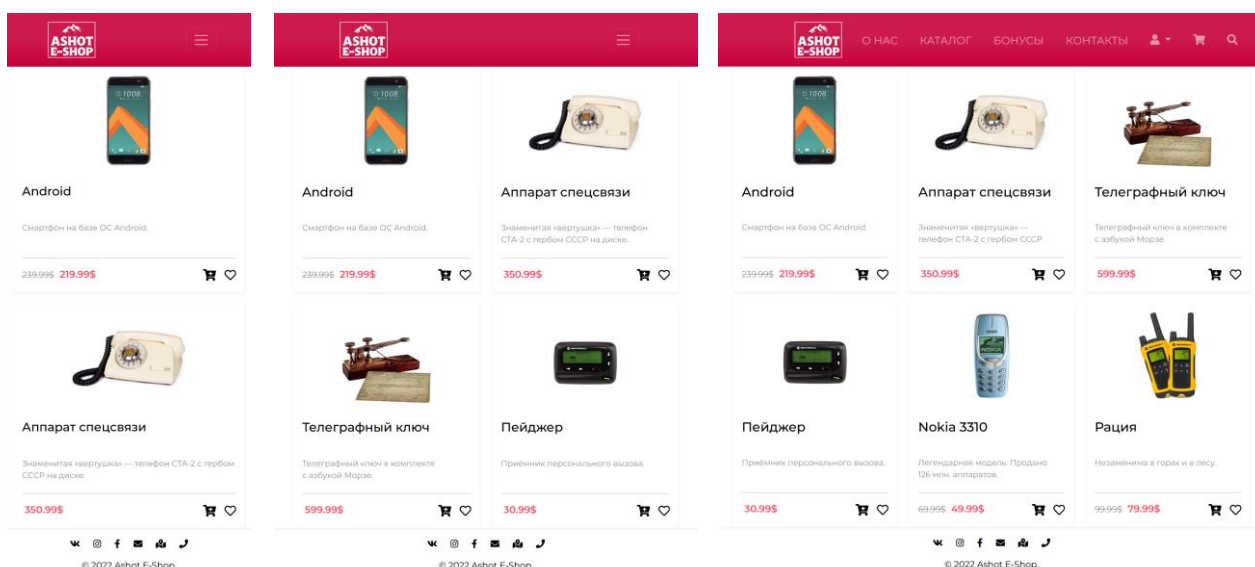 ASHOT
E-SHOP
Android
Смартфон на базе ОС Android.
239.99$ 219.99$
Аппарат спецсвязи
Знаменитая «вертушка» — телефон СТА-2 с гербом
СССР на диске.
350.99$
© 2022 Ashot E-Shop.
ASHOT
E-SHOP
10:08
Android
Смартфон на базе ОС Android.
239.99$ 219.99$
Аппарат спецсвязи
Знаменитая «вертушка» — телефон
СТА-2 с гербом СССР на диске.
350.99$
Телеграфный ключ
Телеграфный ключ в комплекте
с азбукой Морзе.
599.99$
Пейджер
Приёмник персонального вызова.
30.99$
© 2022 Ashot E-Shop.
ASHOT
E-SHOP
О НАС КАТАЛОГ БОНУСЫ КОНТАКТЫ
10:08
Android
Смартфон на базе ОС Android.
239.99$ 219.99$
Аппарат спецсвязи
Знаменитая «вертушка» —
телефон СТА-2 с гербом СССР
350.99$
Телеграфный ключ
Телеграфный ключ в комплекте
с азбукой Морзе.
599.99$
Пейджер
Приёмник персонального вызова.
30.99$
NOKIA
Nokia 3310
Легендарная модель. Продано
126 млн. аппаратов.
69.99$ 49.99$
Рация
Незаменима в горах и в лесу.
99.99$ 79.99$
© 2022 Ashot E-Shop.